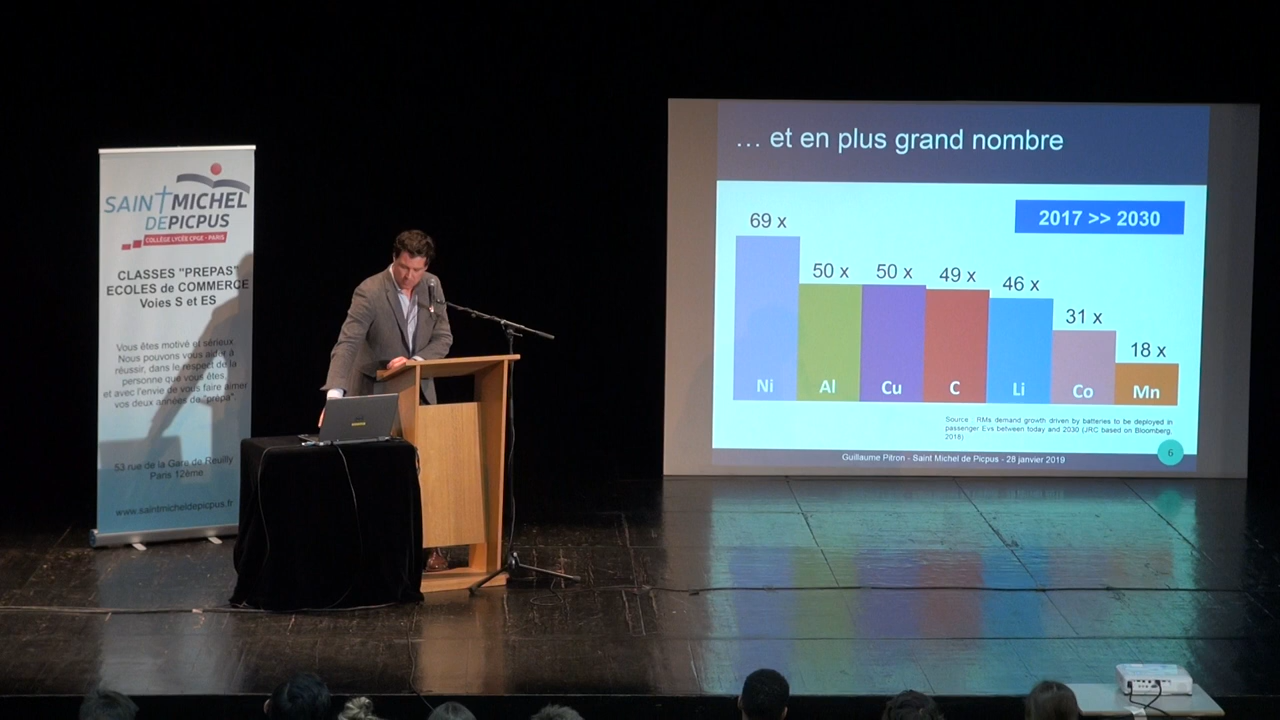 SAINT MICHEL
DEPICPUS
COLLÈGE LYCÉE CPGE - PARIS
CLASSES "PREPAS"
ECOLES de COMMERCE
Voies S et ES
Vous êtes motivé et sérieux
Nous pouvons vous aider à
réussir, dans le respect de la
personne que vous êtes,
et avec l'envie de vous faire aimer
vos deux années de "prépa".
53 rue de la Gare de Reuilly
Paris 12ème
www.saintmicheldepicpus.fr
... et en plus grand nombre
2017 >> 2030
69 x
50 x
50 x
49 x
46 x
31 x
18 x
Ni
Al
Cu
C
Li
Co
Mn
Source : RMs demand growth driven by batteries to be deployed in
passenger Evs between today and 2030 (JRC based on Bloomberg,
2018)
Guillaume Pitron - Saint Michel de Picpus - 28 janvier 2019
6